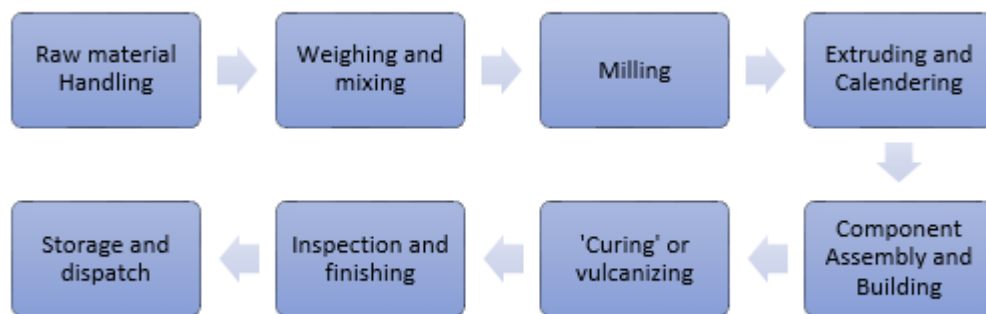 Raw material
Handling
Weighing and
mixing
Milling
Extruding and
Calendering
Component
Assembly and
Building
'Curing' or
vulcanizing
Inspection and
finishing
Storage and
dispatch